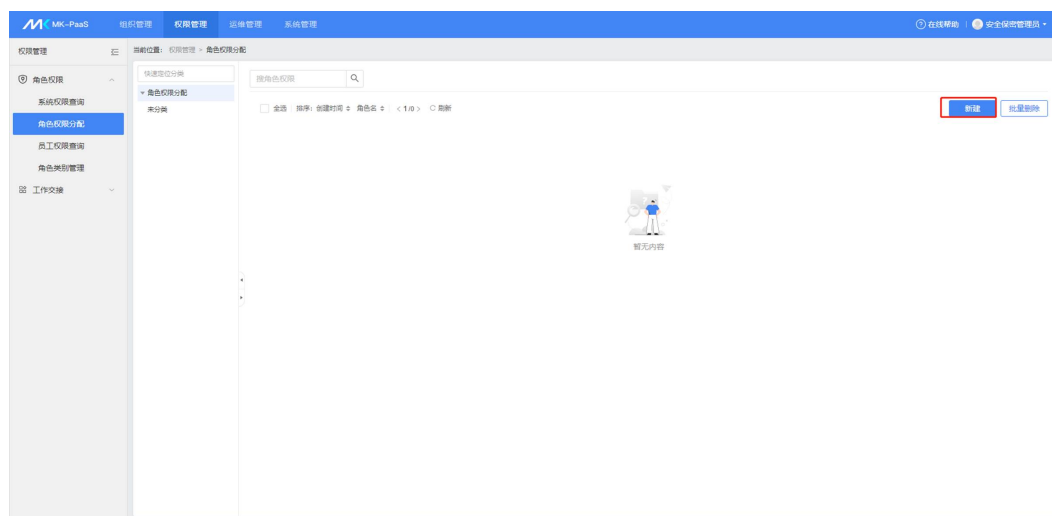 MK-PaaS 组织管理 权限管理 运维管理 系统管理 在线帮助 安全保密管理员
权限管理 当前位置： 权限管理 > 角色权限分配
角色权限
系统权限查询
角色权限分配
员工权限查询
角色类别管理
工作交接
快速定位分类
角色权限分配
未分类
搜角色权限
全选 排序: 创建时间 角色名 < 1/0 > 刷新 新建 批量删除
暂无内容